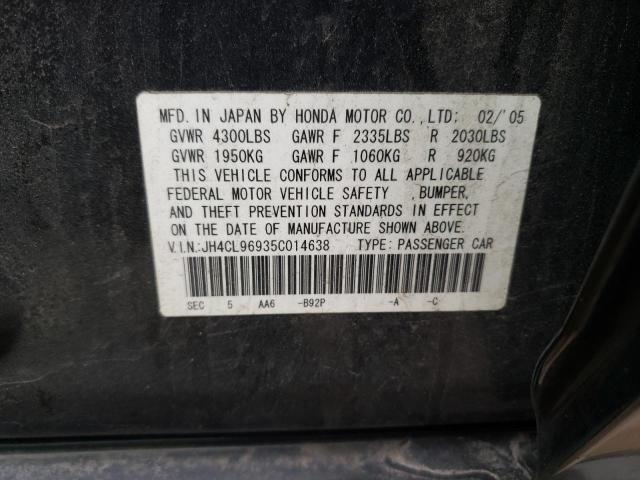 MFD. IN JAPAN BY HONDA MOTOR CO.,LTD; 02/'05
GVWR 4300LBS GAWR F 2335LBS R 2030LBS
GVWR 1950KG GAWR F 1060KG R 920KG
THIS VEHICLE CONFORMS TO ALL APPLICABLE
FEDERAL MOTOR VEHICLE SAFETY ,BUMPER,
AND THEFT PREVENTION STANDARDS IN EFFECT
ON THE DATE OF MANUFACTURE SHOWN ABOVE.
V.I.N.:JH4CL96935C014638 TYPE: PASSENGER CAR
SEC 5 AA6 -B92P -A -C